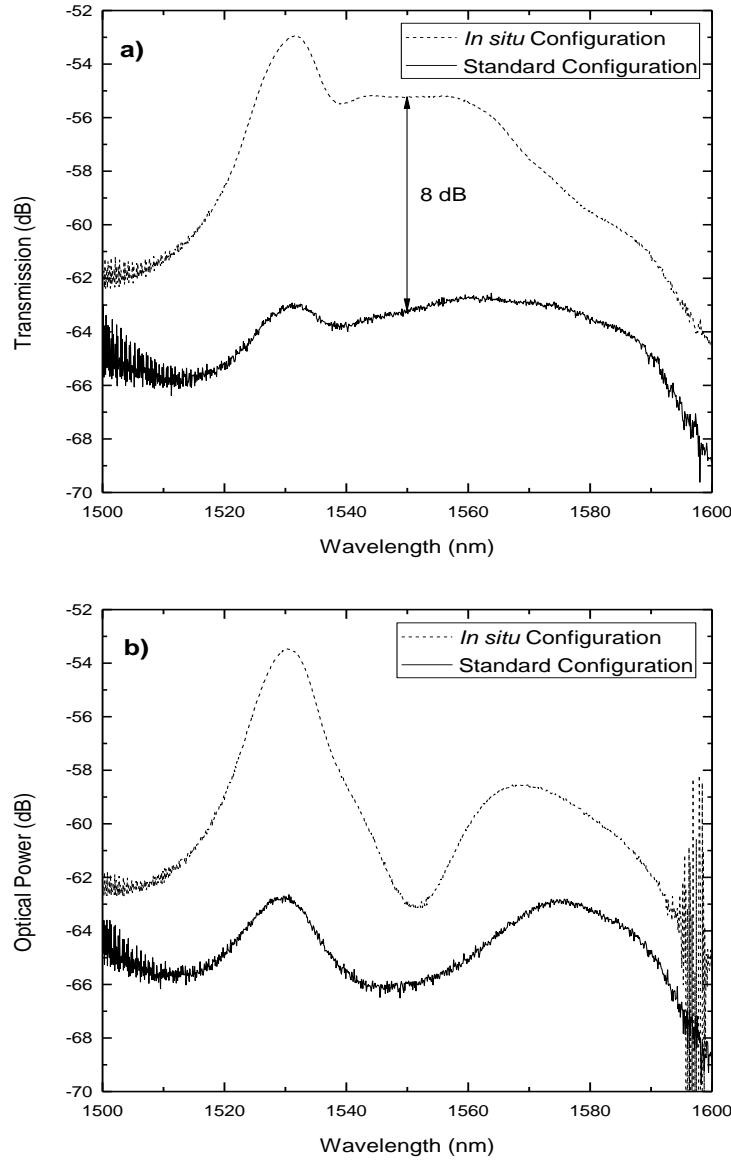 a)
In situ Configuration
Standard Configuration
8 dB
Transmission (dB)
-52
-54
-56
-58
-60
-62
-64
-66
-68
-70
1500
1520
1540
1560
1580
1600
Wavelength (nm)
b)
In situ Configuration
Standard Configuration
Optical Power (dB)
-52
-54
-56
-58
-60
-62
-64
-66
-68
-70
1500
1520
1540
1560
1580
1600
Wavelength (nm)